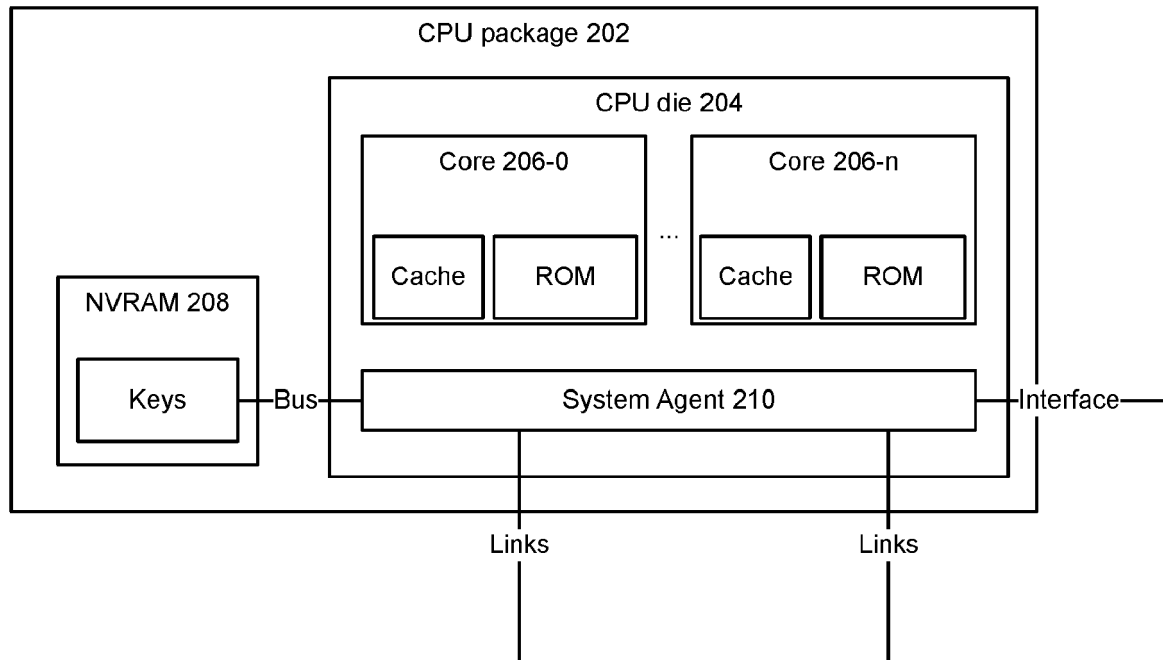 CPU package 202
CPU die 204
Core 206-0
Core 206-n
...
Cache
ROM
Cache
ROM
NVRAM 208
Keys
Bus
System Agent 210
Interface
Links
Links